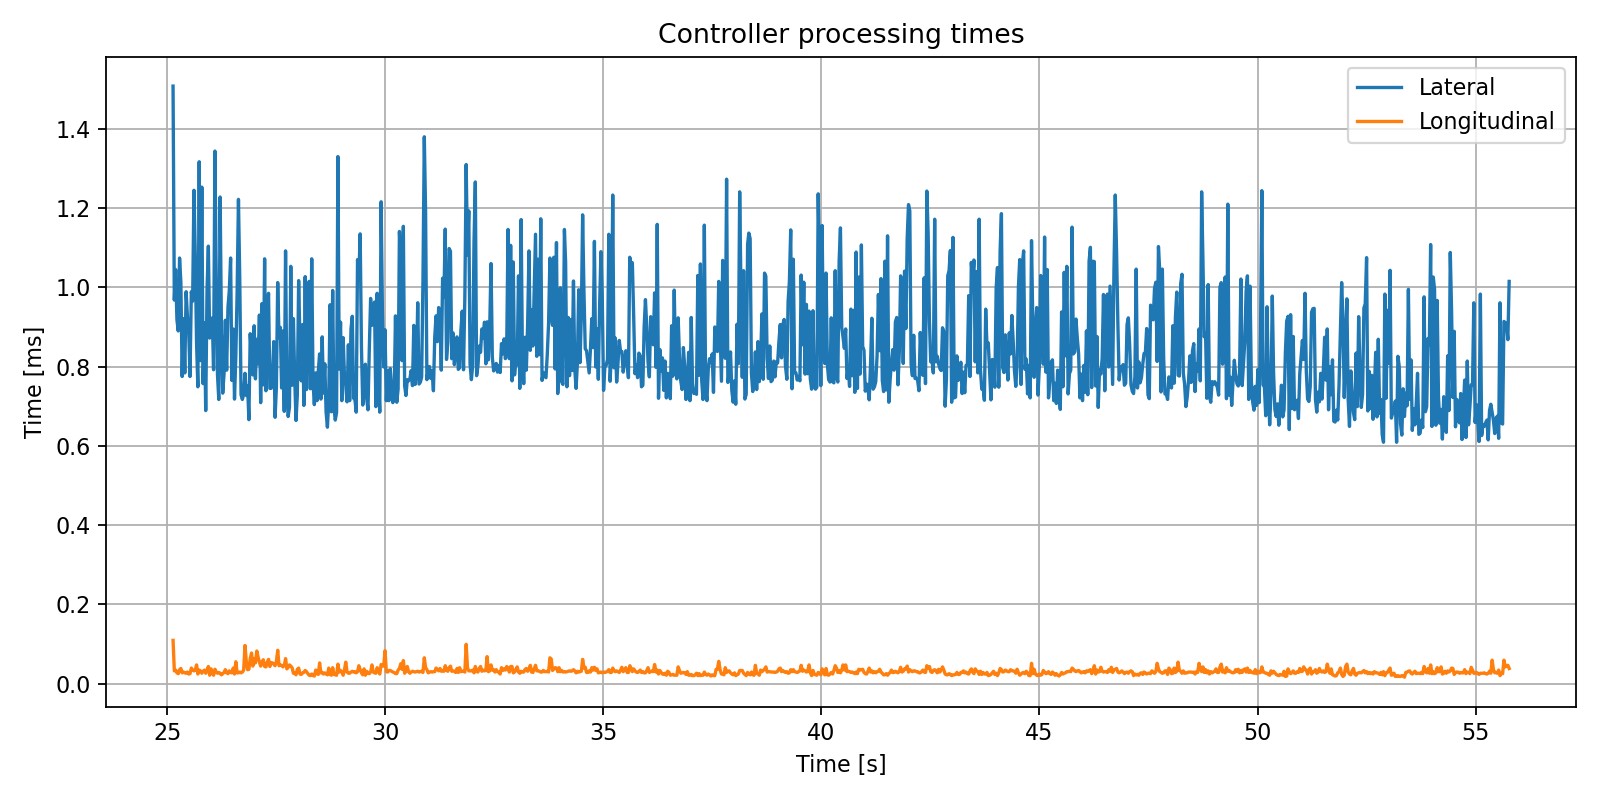 Controller processing times
Lateral
Longitudinal
Time [ms]
1.4
1.2
1.0
0.8
0.6
0.4
0.2
0.0
25 30 35 40 45 50 55
Time [s]